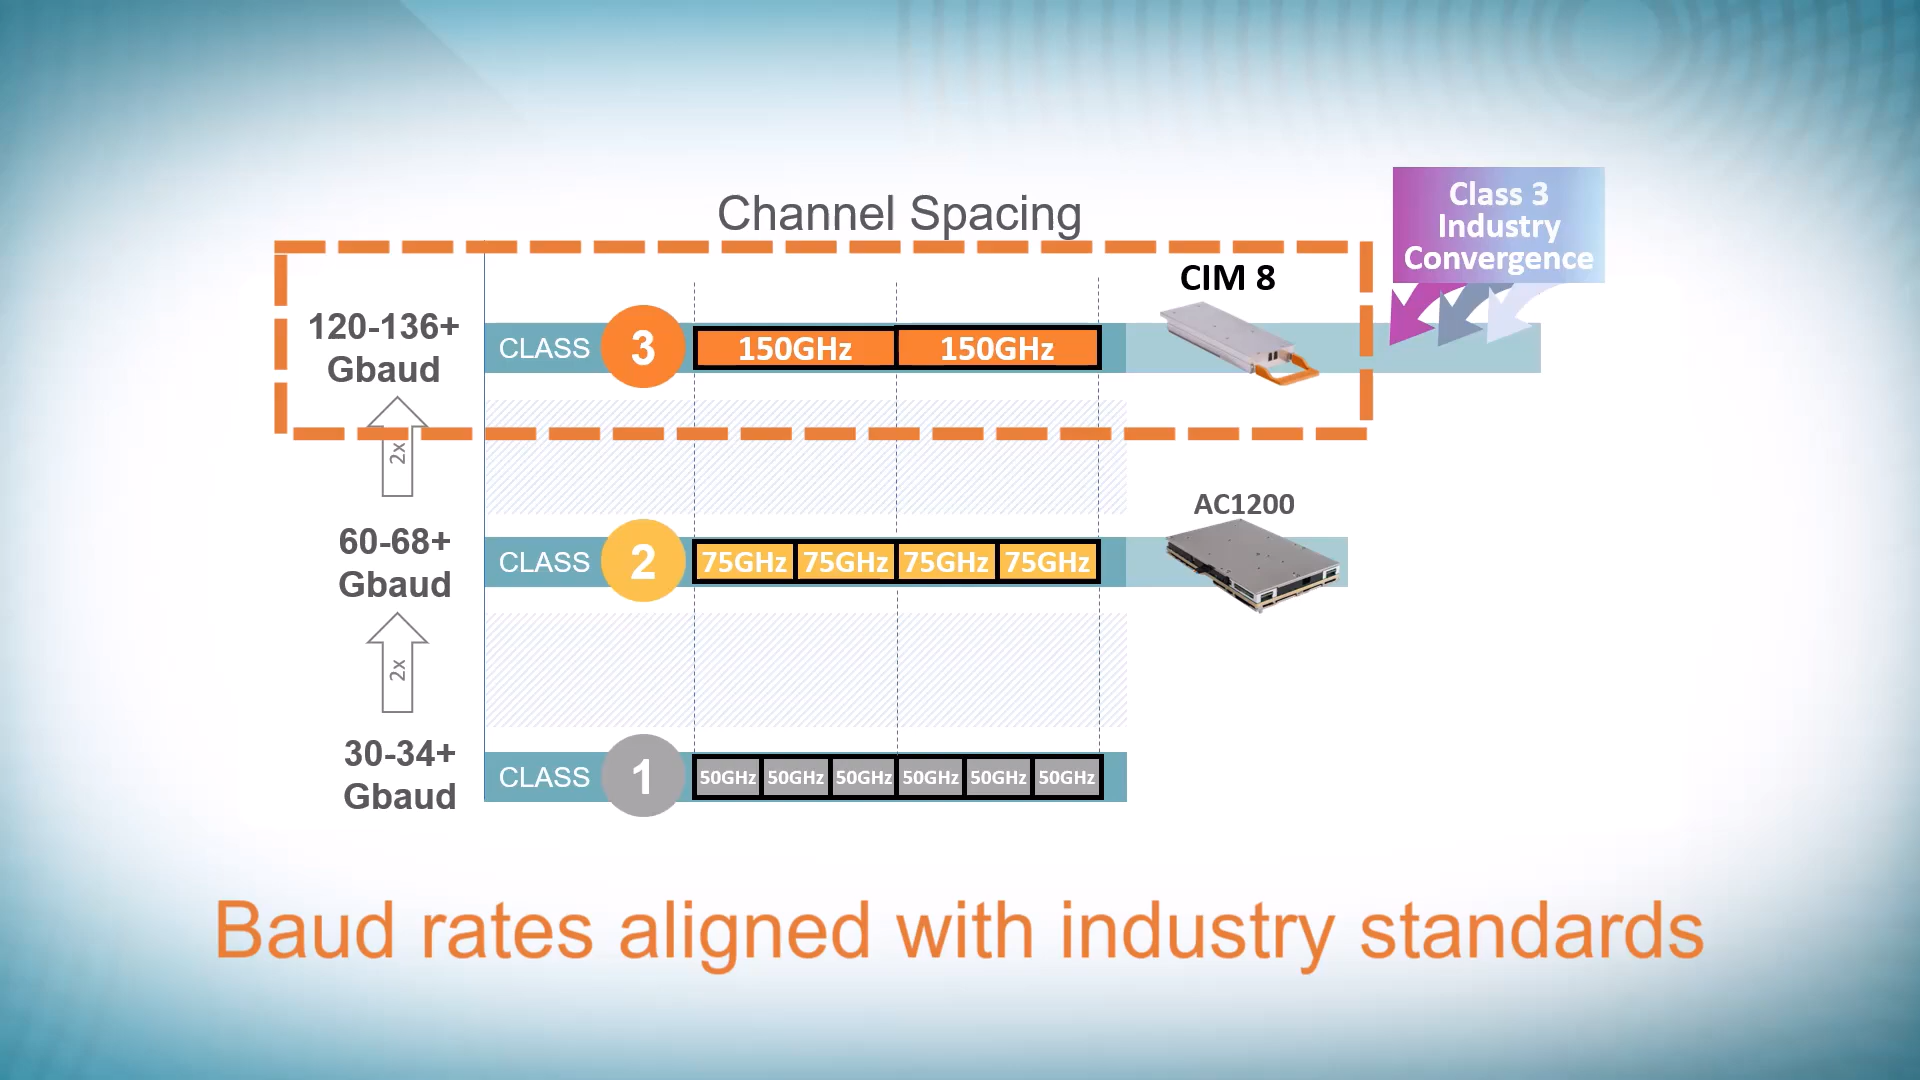 Channel Spacing
Class 3
Industry
Convergence
CIM 8
120-136+
Gbaud
CLASS 3 150GHz 150GHz
2x
AC1200
60-68+
Gbaud
CLASS 2 75GHz 75GHz 75GHz 75GHz
2x
30-34+
Gbaud
CLASS 1 50GHz 50GHz 50GHz 50GHz 50GHz 50GHz
Baud rates aligned with industry standards